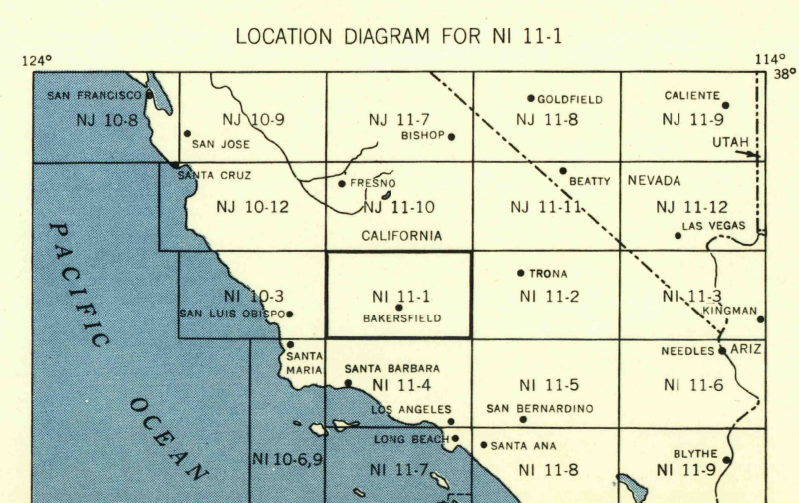 LOCATION DIAGRAM FOR NI 11-1
124°
114°
38°
SAN FRANCISCO
GOLDFIELD
CALIENTE
NJ 10-8
NJ 10-9
NJ 11-7
NJ 11-8
NJ 11-9
BISHOP
SAN JOSE
UTAH
SANTA CRUZ
FRESNO
BEATTY
NEVADA
NJ 10-12
NJ 11-10
NJ 11-11
NJ 11-12
LAS VEGAS
CALIFORNIA
PACIFIC
TRONA
NI 10-3
NI 11-1
NI 11-2
NI 11-3
SAN LUIS OBISPO
BAKERSFIELD
KINGMAN
SANTA
MARIA
NEEDLES
ARIZ
SANTA BARBARA
NI 11-4
NI 11-5
NI 11-6
LOS ANGELES
SAN BERNARDINO
OCEAN
LONG BEACH
SANTA ANA
BLYTHE
NI 10-6,9
NI 11-7
NI 11-8
NI 11-9